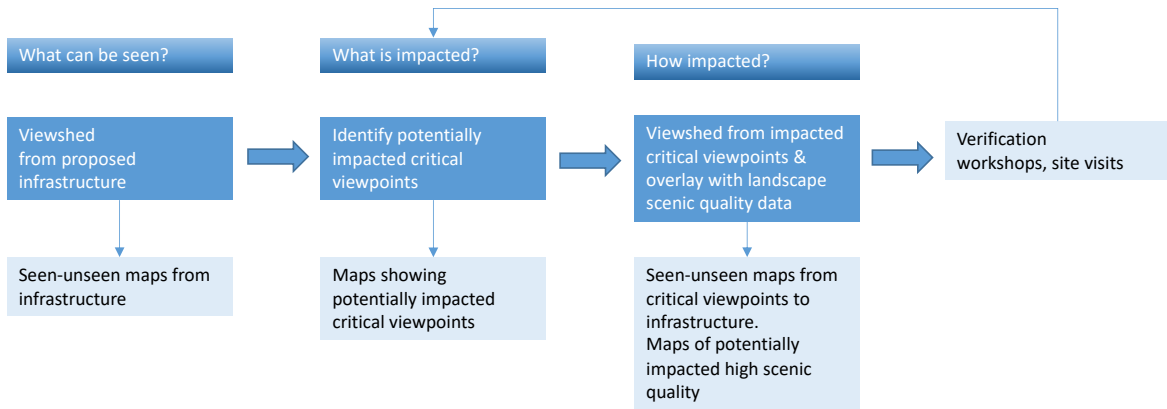 What can be seen?
What is impacted?
How impacted?
Viewshed
from proposed
infrastructure
Identify potentially
impacted critical
viewpoints
Viewshed from impacted
critical viewpoints &
overlay with landscape
scenic quality data
Verification
workshops, site visits
Seen-unseen maps from
infrastructure
Maps showing
potentially impacted
critical viewpoints
Seen-unseen maps from
critical viewpoints to
infrastructure.
Maps of potentially
impacted high scenic
quality